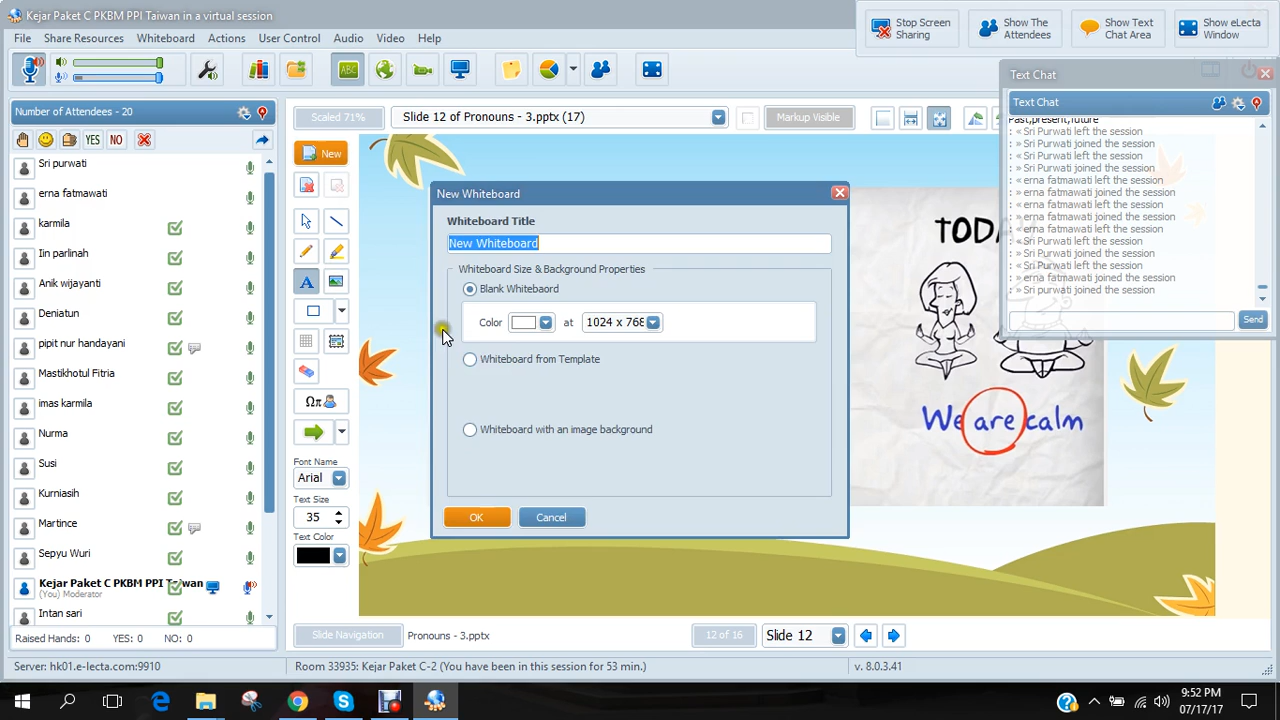 Kejar Paket C PKBM PPI Taiwan in a virtual session
File Share Resources Whiteboard Actions User Control Audio Video Help
Stop Screen Sharing
Show The Attendees
Show Text Chat Area
Show eLecta Window
ABC
Number of Attendees - 20
YES NO
Sri purwati
erna fatmawati
karmila
Iin parlinah
Anik wijayanti
Deniatun
pipit nur handayani
Mastikhotul Fitria
imas karmila
Nurma
Susi
Kurniasih
Martince
Sepyu Wuri
Kejar Paket C PKBM PPI Taiwan
(You) Moderator
Intan sari
Raised Hands: 0 YES: 0 NO: 0
Scaled 71%
Slide 12 of Pronouns - 3.pptx (17)
Markup Visible
New
A
Ωπ
Font Name
Arial
Text Size
35
Text Color
New Whiteboard
Whiteboard Title
New Whiteboard
Whiteboard Size & Background Properties
Blank Whitebaord
Color at 1024 x 768
Whiteboard from Template
Whiteboard with an image background
OK Cancel
We are calm
Text Chat
Text Chat
Past,present,future
: « Sri Purwati left the session
: » Sri Purwati joined the session
: « Sri Purwati left the session
: » Sri Purwati joined the session
: « erna fatmawati left the session
: » erna fatmawati joined the session
: « erna fatmawati left the session
: » erna fatmawati joined the session
: « erna fatmawati left the session
: « Sri Purwati left the session
: » Sri Purwati joined the session
: « Sri Purwati left the session
: » erna fatmawati joined the session
: » Sri Purwati joined the session
Send
Slide Navigation Pronouns - 3.pptx 12 of 16 Slide 12
Server: hk01.e-lecta.com:9910 Room 33935: Kejar Paket C-2 (You have been in this session for 53 min.) v. 8.0.3.41
9:52 PM
07/17/17